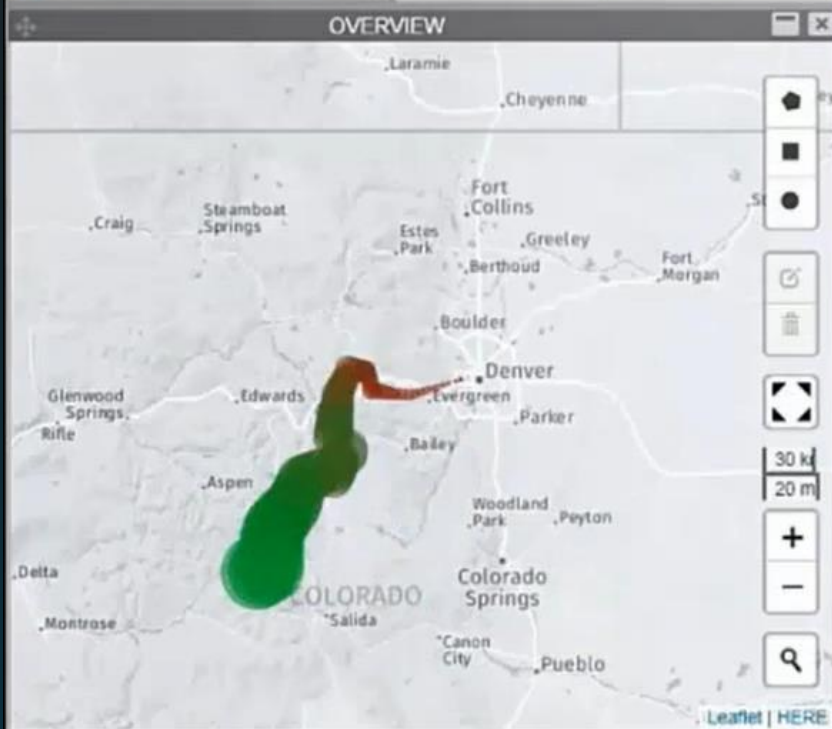 OVERVIEW
Laramie
Cheyenne
Fort
Collins
Steamboat
Springs
Craig
Estes
Park
Greeley
Berthoud
Fort
Morgan
Boulder
Denver
Glenwood
Springs
Edwards
Evergreen
Rifle
Parker
Bailey
30 k
Aspen
20 m
Woodland
Park
Peyton
+
Delta
Colorado
Springs
−
COLORADO
Montrose
Salida
Canon
City
Pueblo
Leaflet | HERE